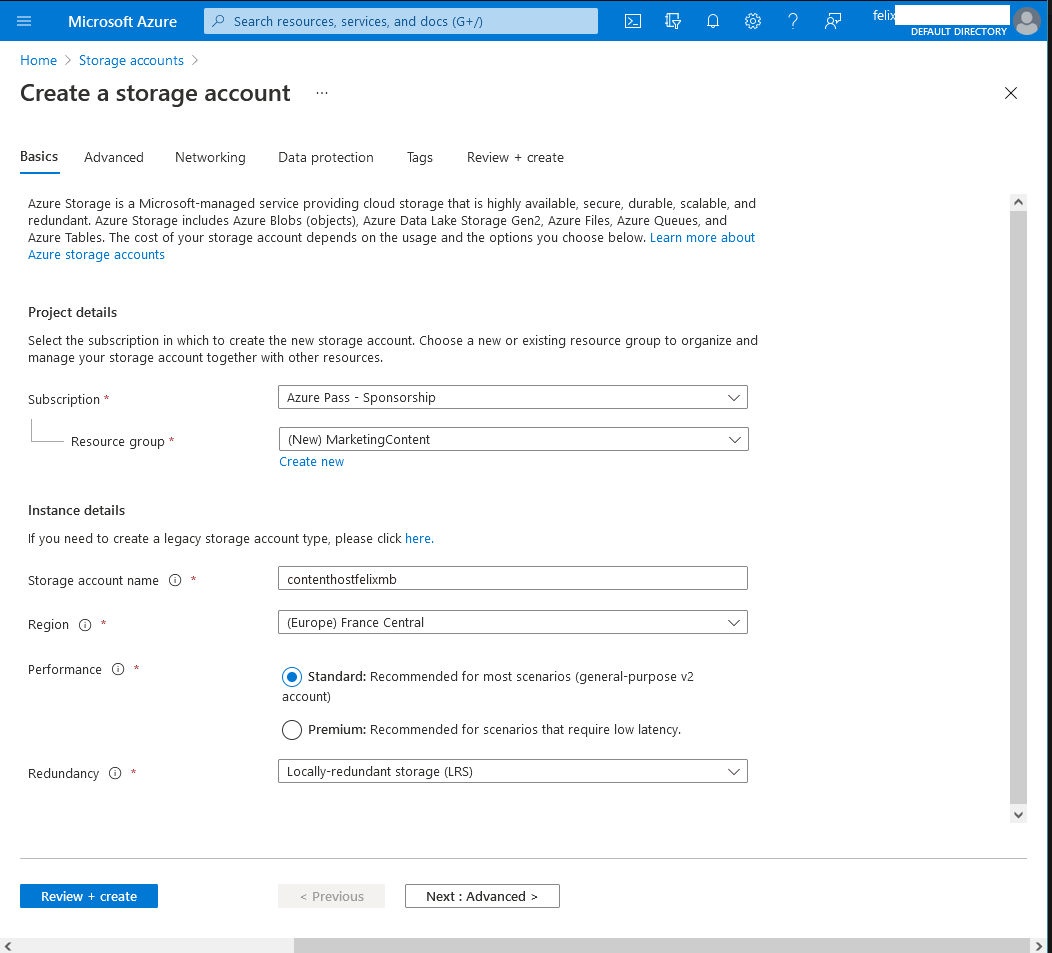 Microsoft Azure
Search resources, services, and docs (G+/)
felix
DEFAULT DIRECTORY
Home > Storage accounts >
Create a storage account ...
Basics Advanced Networking Data protection Tags Review + create
Azure Storage is a Microsoft-managed service providing cloud storage that is highly available, secure, durable, scalable, and
redundant. Azure Storage includes Azure Blobs (objects), Azure Data Lake Storage Gen2, Azure Files, Azure Queues, and
Azure Tables. The cost of your storage account depends on the usage and the options you choose below. Learn more about
Azure storage accounts
Project details
Select the subscription in which to create the new storage account. Choose a new or existing resource group to organize and
manage your storage account together with other resources.
Subscription *
Azure Pass - Sponsorship
Resource group *
(New) MarketingContent
Create new
Instance details
If you need to create a legacy storage account type, please click here.
Storage account name *
contenthostfelixmb
Region *
(Europe) France Central
Performance *
Standard: Recommended for most scenarios (general-purpose v2
account)
Premium: Recommended for scenarios that require low latency.
Redundancy *
Locally-redundant storage (LRS)
Review + create
< Previous
Next : Advanced >